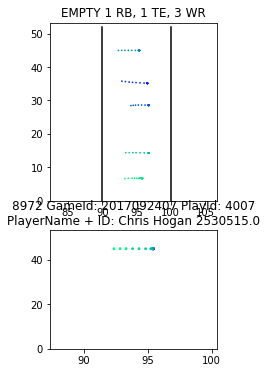 EMPTY 1 RB, 1 TE, 3 WR
50
40
30
20
10
0
85 90 95 100 105
8972 GameId: 2017092407 PlayId: 4007
PlayerName + ID: Chris Hogan 2530515.0
40
20
0
90 95 100